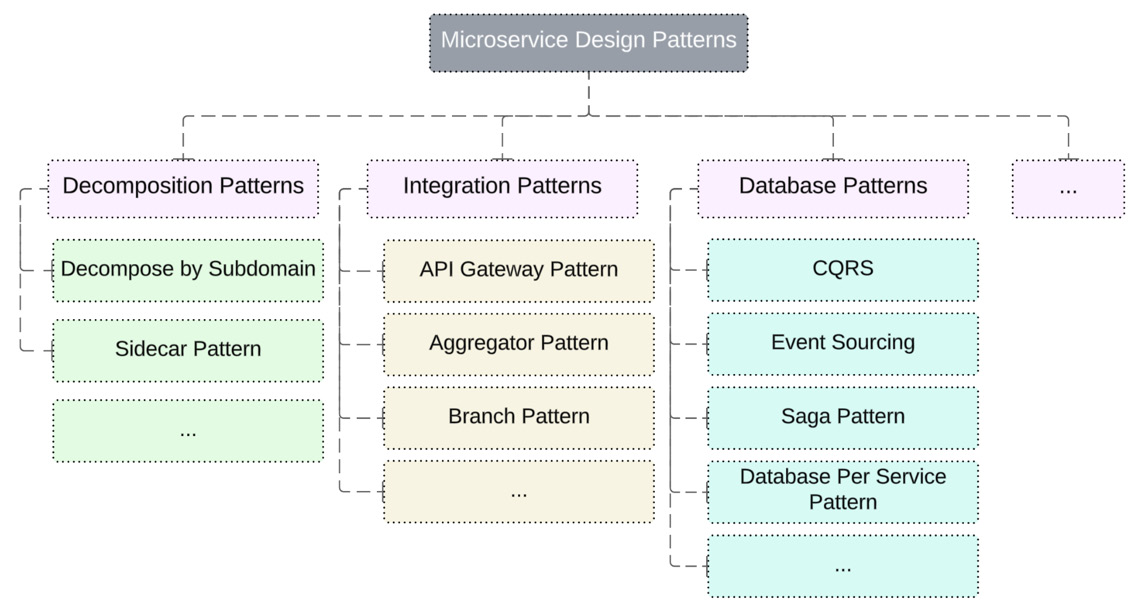 Microservice Design Patterns
Decomposition Patterns
Decompose by Subdomain
Sidecar Pattern
...
Integration Patterns
API Gateway Pattern
Aggregator Pattern
Branch Pattern
...
Database Patterns
CQRS
Event Sourcing
Saga Pattern
Database Per Service
Pattern
...
...